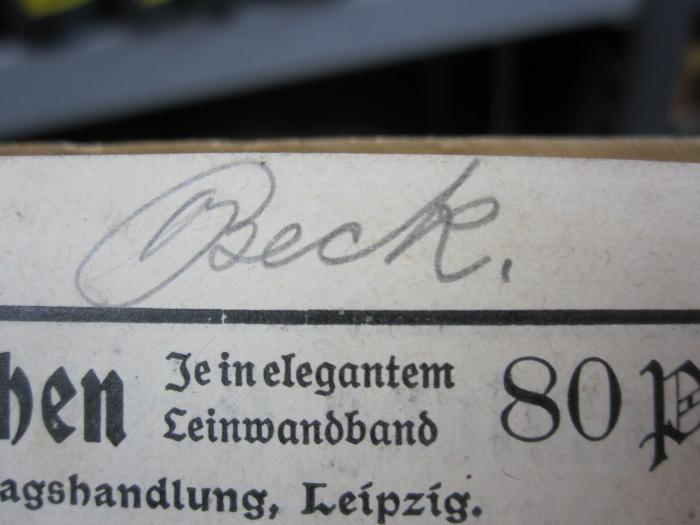 Beck.
hen Je in elegantem 80 P
Leinwandband
agshandlung, Leipzig.